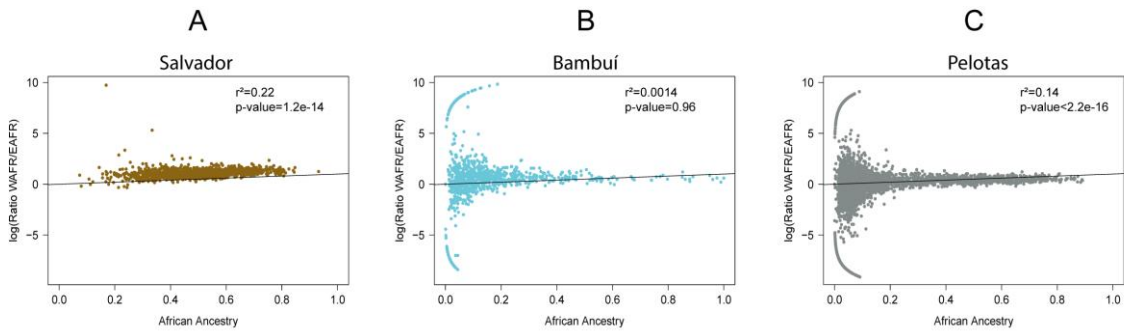 A
Salvador
r²=0.22
p-value=1.2e-14
log(Ratio WAFR/EAFR)
10
5
0
−5
0.0 0.2 0.4 0.6 0.8 1.0
African Ancestry
B
Bambuí
r²=0.0014
p-value=0.96
log(Ratio WAFR/EAFR)
10
5
0
−5
0.0 0.2 0.4 0.6 0.8 1.0
African Ancestry
C
Pelotas
r²=0.14
p-value<2.2e-16
log(Ratio WAFR/EAFR)
10
5
0
−5
0.0 0.2 0.4 0.6 0.8 1.0
African Ancestry